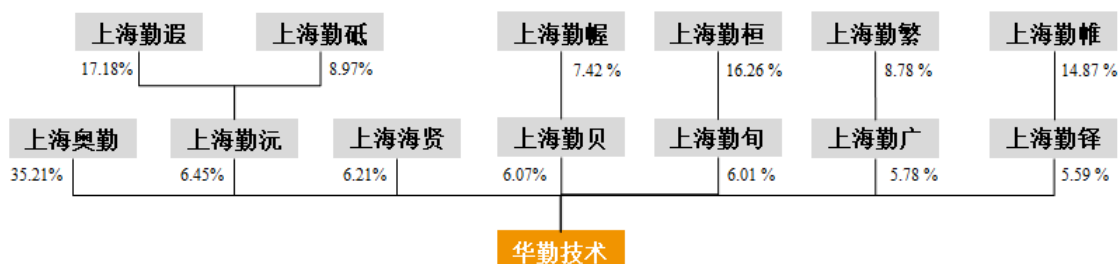 上海勤遐 上海勤砥 上海勤幄 上海勤桓 上海勤繁 上海勤帷
17.18% 8.97% 7.42 % 16.26 % 8.78 % 14.87 %
上海奥勤 上海勤沅 上海海贤 上海勤贝 上海勤旬 上海勤广 上海勤铎
35.21% 6.45% 6.21% 6.07% 6.01 % 5.78 % 5.59 %
华勤技术